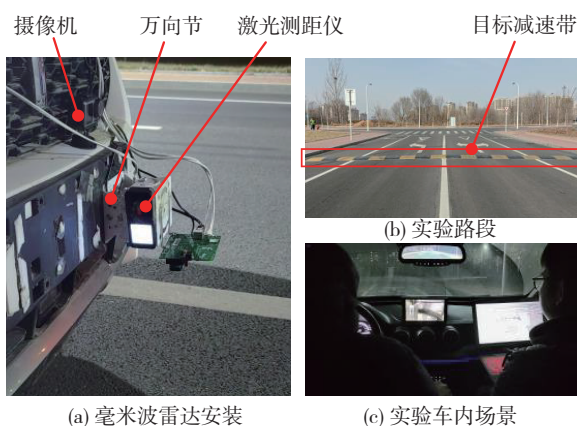 摄像机
万向节
激光测距仪
目标减速带
(b) 实验路段
(a) 毫米波雷达安装
(c) 实验车内场景